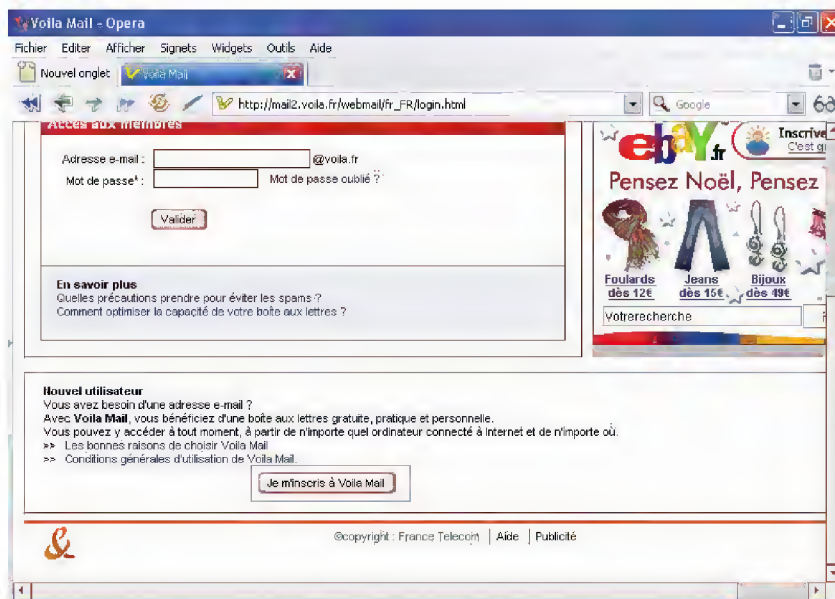 Voila Mail - Opera
Fichier Editer Afficher Signets Widgets Outils Aide
Nouvel onglet Voila Mail
http://mail2.voila.fr/webmail/fr_FR/login.html Google
Accès aux membres
Adresse e-mail : @voila.fr
Mot de passe* : Mot de passe oublié ?
Valider
En savoir plus
Quelles précautions prendre pour éviter les spams ?
Comment optimiser la capacité de votre boîte aux lettres ?
ebay.fr
Inscrive
C'est
Pensez Noël, Pensez
Foulards Jeans Bijoux
dès 12€ dès 15€ dès 49€
Votrerecherche
Nouvel utilisateur
Vous avez besoin d'une adresse e-mail ?
Avec Voila Mail, vous bénéficiez d'une boîte aux lettres gratuite, pratique et personnelle.
Vous pouvez y accéder à tout moment, à partir de n'importe quel ordinateur connecté à Internet et de n'importe où.
>> Les bonnes raisons de choisir Voila Mail
>> Conditions générales d'utilisation de Voila Mail.
Je m'inscris à Voila Mail
©copyright : France Telecom | Aide | Publicité